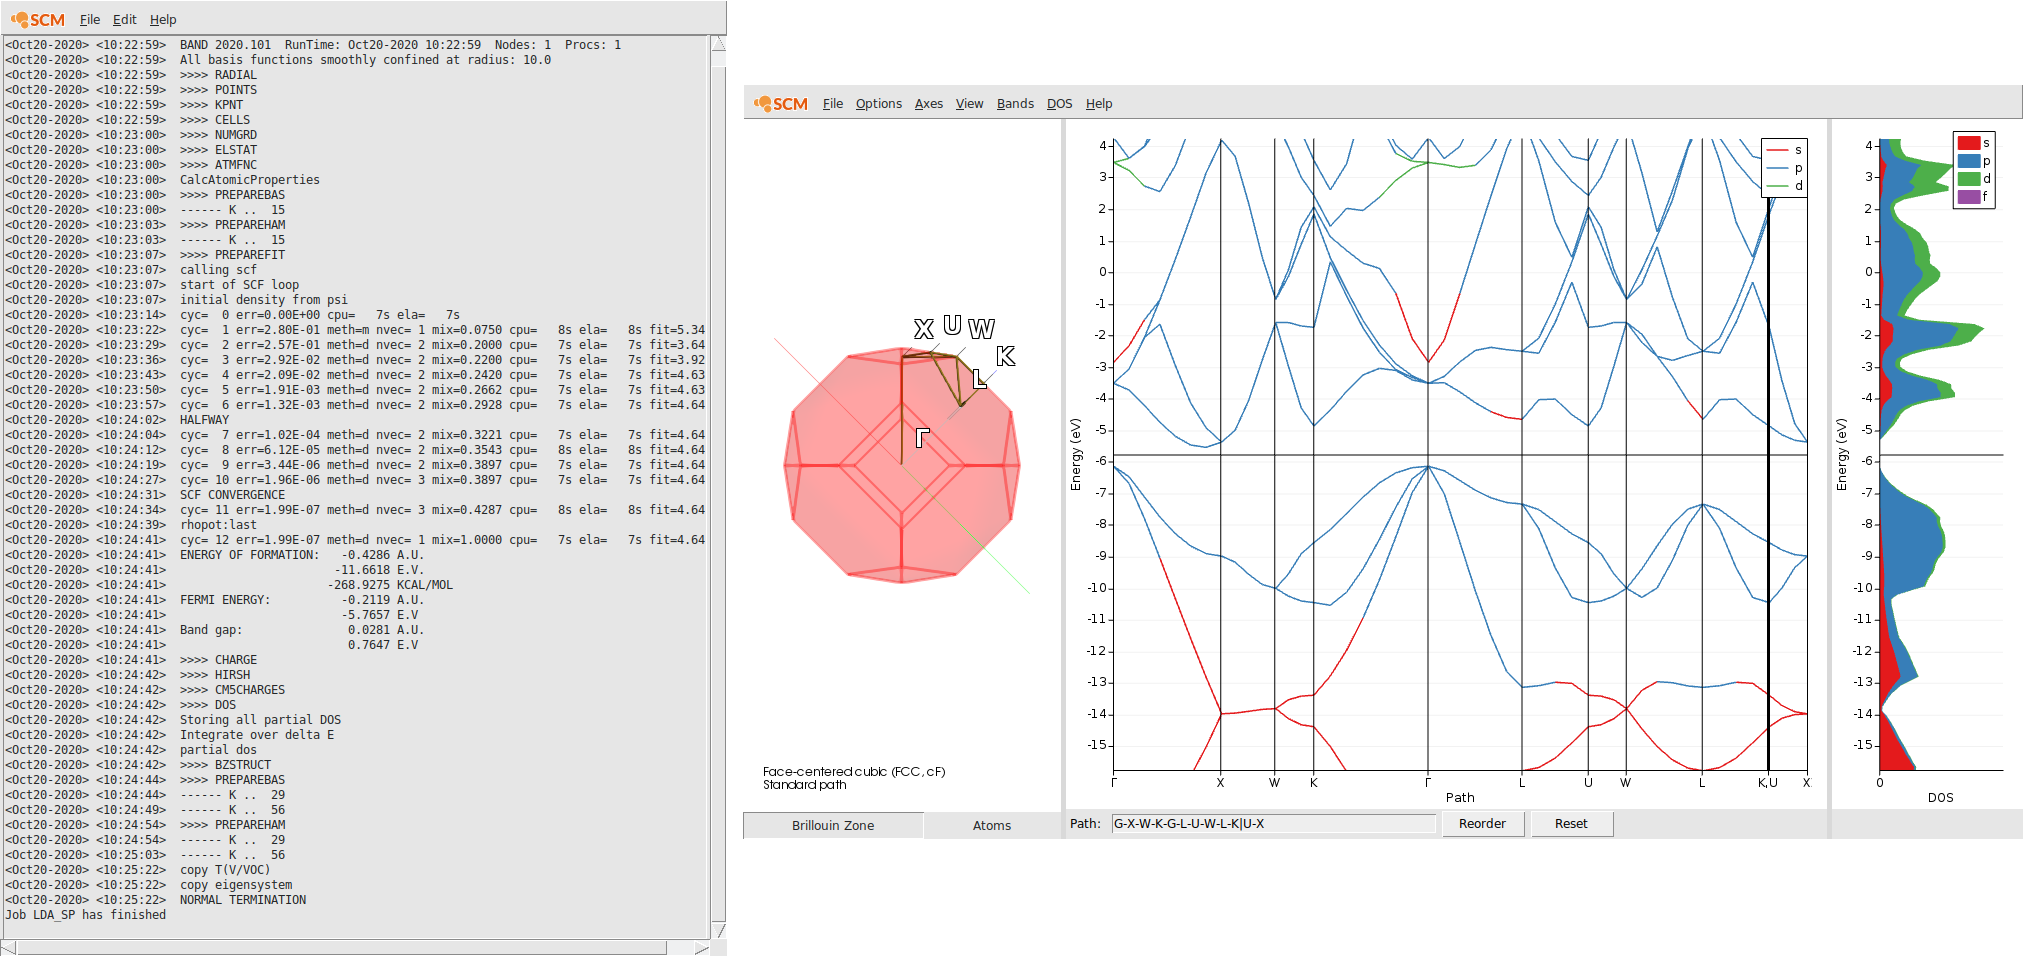 SCM File Edit Help
<Oct20-2020> <10:22:59>  BAND 2020.101  RunTime: Oct20-2020 10:22:59  Nodes: 1  Procs: 1
<Oct20-2020> <10:22:59>  All basis functions smoothly confined at radius: 10.0
<Oct20-2020> <10:22:59>  >>>> RADIAL
<Oct20-2020> <10:22:59>  >>>> POINTS
<Oct20-2020> <10:22:59>  >>>> KPNT
<Oct20-2020> <10:22:59>  >>>> CELLS
<Oct20-2020> <10:23:00>  >>>> NUMGRD
<Oct20-2020> <10:23:00>  >>>> ELSTAT
<Oct20-2020> <10:23:00>  >>>> ATMFNC
<Oct20-2020> <10:23:00>  CalcAtomicProperties
<Oct20-2020> <10:23:00>  >>>> PREPAREBAS
<Oct20-2020> <10:23:00>  ------ K ..  15
<Oct20-2020> <10:23:03>  >>>> PREPAREHAM
<Oct20-2020> <10:23:03>  ------ K ..  15
<Oct20-2020> <10:23:07>  >>>> PREPAREFIT
<Oct20-2020> <10:23:07>  calling scf
<Oct20-2020> <10:23:07>  start of SCF loop
<Oct20-2020> <10:23:07>  initial density from psi
<Oct20-2020> <10:23:14>  cyc=  0 err=0.00E+00 cpu=   7s ela=   7s
<Oct20-2020> <10:23:22>  cyc=  1 err=2.80E-01 meth=m nvec= 1 mix=0.0750 cpu=   8s ela=   8s fit=5.34
<Oct20-2020> <10:23:29>  cyc=  2 err=2.57E-01 meth=d nvec= 2 mix=0.2000 cpu=   7s ela=   7s fit=3.64
<Oct20-2020> <10:23:36>  cyc=  3 err=2.92E-02 meth=d nvec= 2 mix=0.2200 cpu=   7s ela=   7s fit=3.92
<Oct20-2020> <10:23:43>  cyc=  4 err=2.09E-02 meth=d nvec= 2 mix=0.2420 cpu=   7s ela=   7s fit=4.63
<Oct20-2020> <10:23:50>  cyc=  5 err=1.91E-03 meth=d nvec= 2 mix=0.2662 cpu=   7s ela=   7s fit=4.63
<Oct20-2020> <10:23:57>  cyc=  6 err=1.32E-03 meth=d nvec= 2 mix=0.2928 cpu=   7s ela=   7s fit=4.64
<Oct20-2020> <10:24:02>  HALFWAY
<Oct20-2020> <10:24:04>  cyc=  7 err=1.02E-04 meth=d nvec= 2 mix=0.3221 cpu=   7s ela=   7s fit=4.64
<Oct20-2020> <10:24:12>  cyc=  8 err=6.12E-05 meth=d nvec= 2 mix=0.3543 cpu=   8s ela=   8s fit=4.64
<Oct20-2020> <10:24:19>  cyc=  9 err=3.44E-06 meth=d nvec= 2 mix=0.3897 cpu=   7s ela=   7s fit=4.64
<Oct20-2020> <10:24:27>  cyc= 10 err=1.96E-06 meth=d nvec= 3 mix=0.3897 cpu=   7s ela=   7s fit=4.64
<Oct20-2020> <10:24:31>  SCF CONVERGENCE
<Oct20-2020> <10:24:34>  cyc= 11 err=1.99E-07 meth=d nvec= 3 mix=0.4287 cpu=   8s ela=   8s fit=4.64
<Oct20-2020> <10:24:39>  rhopot:last
<Oct20-2020> <10:24:41>  cyc= 12 err=1.99E-07 meth=d nvec= 1 mix=1.0000 cpu=   7s ela=   7s fit=4.64
<Oct20-2020> <10:24:41>  ENERGY OF FORMATION:   -0.4286 A.U.
<Oct20-2020> <10:24:41>                        -11.6618 E.V.
<Oct20-2020> <10:24:41>                       -268.9275 KCAL/MOL
<Oct20-2020> <10:24:41>  FERMI ENERGY:          -0.2119 A.U.
<Oct20-2020> <10:24:41>                         -5.7657 E.V
<Oct20-2020> <10:24:41>  Band gap:               0.0281 A.U.
<Oct20-2020> <10:24:41>                          0.7647 E.V
<Oct20-2020> <10:24:41>  >>>> CHARGE
<Oct20-2020> <10:24:42>  >>>> HIRSH
<Oct20-2020> <10:24:42>  >>>> CM5CHARGES
<Oct20-2020> <10:24:42>  >>>> DOS
<Oct20-2020> <10:24:42>  Storing all partial DOS
<Oct20-2020> <10:24:42>  Integrate over delta E
<Oct20-2020> <10:24:42>  partial dos
<Oct20-2020> <10:24:42>  >>>> BZSTRUCT
<Oct20-2020> <10:24:44>  >>>> PREPAREBAS
<Oct20-2020> <10:24:44>  ------ K ..  29
<Oct20-2020> <10:24:49>  ------ K ..  56
<Oct20-2020> <10:24:54>  >>>> PREPAREHAM
<Oct20-2020> <10:24:54>  ------ K ..  29
<Oct20-2020> <10:25:03>  ------ K ..  56
<Oct20-2020> <10:25:22>  copy T(V/VOC)
<Oct20-2020> <10:25:22>  copy eigensystem
<Oct20-2020> <10:25:22>  NORMAL TERMINATION
Job LDA_SP has finished
SCM File Options Axes View Bands DOS Help
X U W
K
L
Γ
Face-centered cubic (FCC, cF)
Standard path
Brillouin Zone
Atoms
Energy (eV)
4
3
2
1
0
-1
-2
-3
-4
-5
-6
-7
-8
-9
-10
-11
-12
-13
-14
-15
s
p
d
Γ X W K Γ L U W L K,U X
Path
Path: G-X-W-K-G-L-U-W-L-K|U-X
Reorder
Reset
Energy (eV)
4
3
2
1
0
-1
-2
-3
-4
-5
-6
-7
-8
-9
-10
-11
-12
-13
-14
-15
s
p
d
f
0
DOS